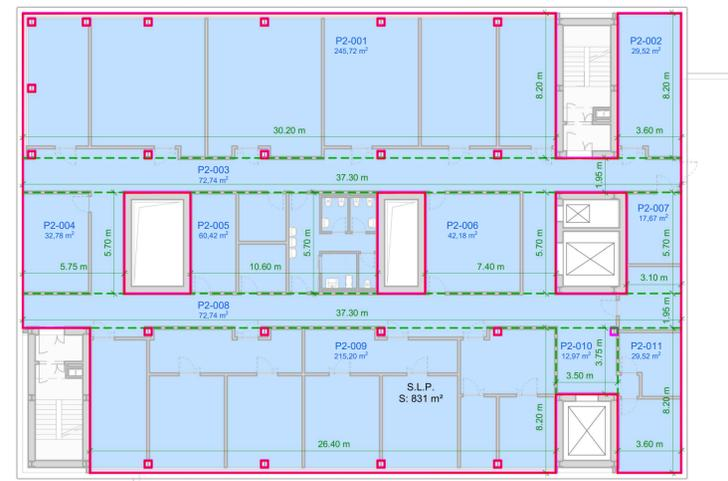 P2-001
245,72 m²
P2-002
29,52 m²
8.20 m
8.20 m
30.20 m
3.60 m
P2-003
72,74 m²
37.30 m
1.95 m
P2-004
32,78 m²
P2-005
60,42 m²
P2-006
42,18 m²
P2-007
17,67 m²
5.70 m
5.70 m
5.70 m
5.70 m
5.75 m
10.60 m
7.40 m
3.10 m
P2-008
72,74 m²
37.30 m
1.95 m
P2-009
215,20 m²
P2-010
12,97 m²
P2-011
29,52 m²
3.75 m
3.50 m
S.L.P.
S: 831 m²
8.20 m
8.20 m
26.40 m
3.60 m